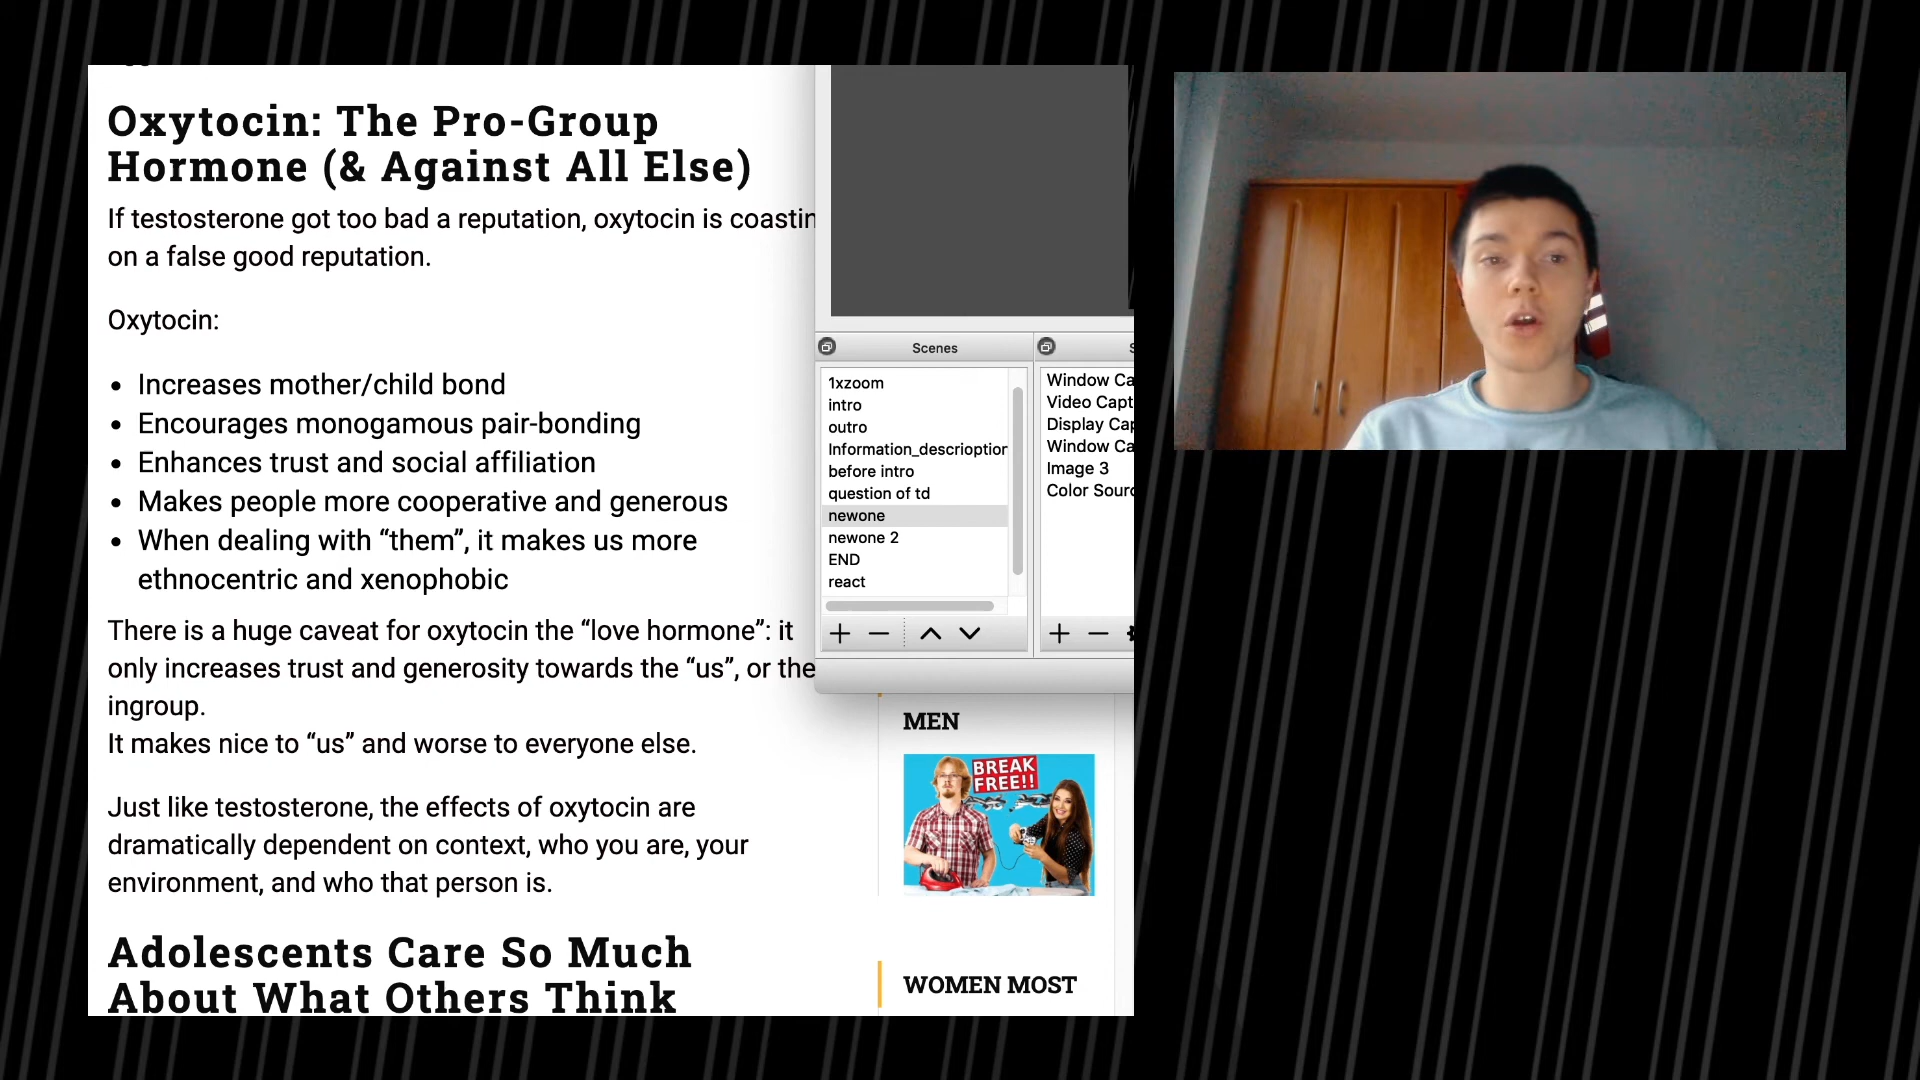 Oxytocin: The Pro-Group
Hormone (& Against All Else)
If testosterone got too bad a reputation, oxytocin is
on a false good reputation.
Oxytocin:
Increases mother/child bond
Encourages monogamous pair-bonding
Enhances trust and social affiliation
Makes people more cooperative and generous
When dealing with “them”, it makes us more
ethnocentric and xenophobic
There is a huge caveat for oxytocin the “love hormone”: it
only increases trust and generosity towards the “us”, or the
ingroup.
It makes nice to “us” and worse to everyone else.
Just like testosterone, the effects of oxytocin are
dramatically dependent on context, who you are, your
environment, and who that person is.
Adolescents Care So Much
About What Others Think
Scenes
1xzoom
intro
outro
Information_descrioption
before intro
question of td
newone
newone 2
END
react
Window Ca
Video Capt
Display Cap
Window Ca
Image 3
Color Sourc
MEN
BREAK
FREE!!
WOMEN MOST